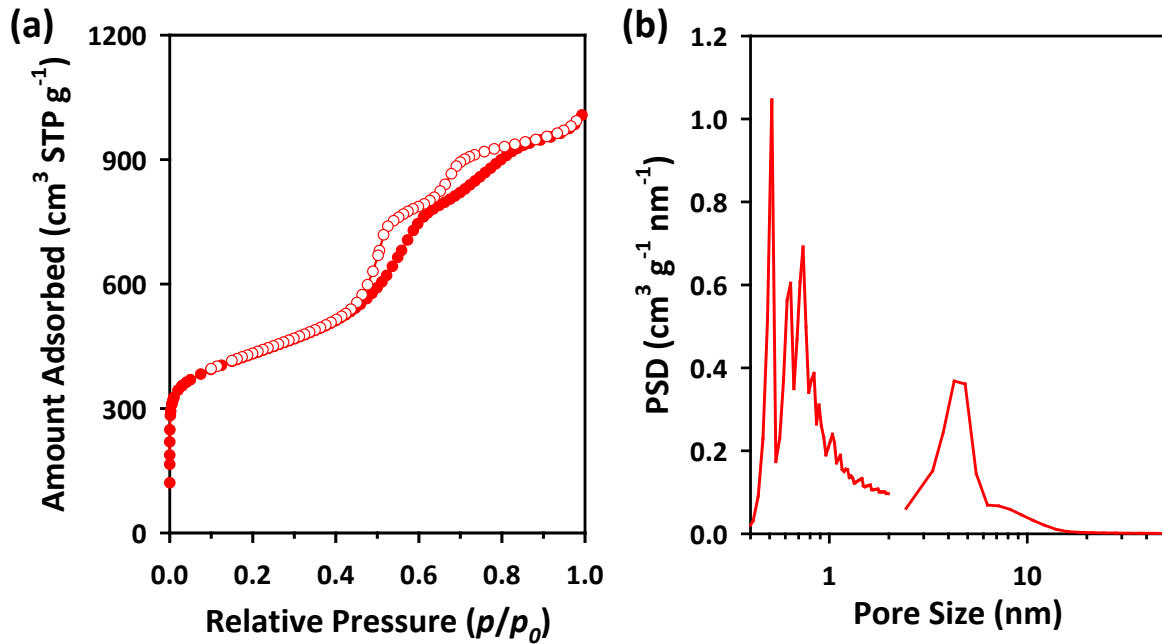 (a)
1200
900
600
300
0
Amount Adsorbed (cm³ STP g⁻¹)
0.0 0.2 0.4 0.6 0.8 1.0
Relative Pressure (p/p₀)
(b)
1.2
1.0
0.8
0.6
0.4
0.2
0.0
PSD (cm³ g⁻¹ nm⁻¹)
1 10
Pore Size (nm)